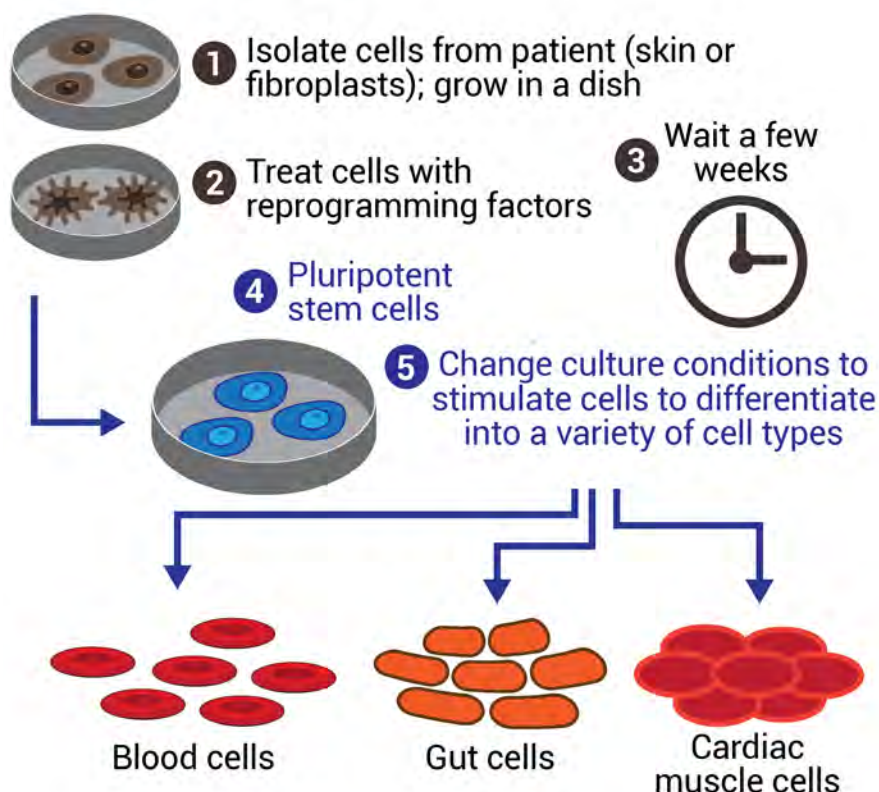 1 Isolate cells from patient (skin or
fibroplasts); grow in a dish
2 Treat cells with
reprogramming factors
3 Wait a few
weeks
4 Pluripotent
stem cells
5 Change culture conditions to
stimulate cells to differentiate
into a variety of cell types
Blood cells
Gut cells
Cardiac
muscle cells